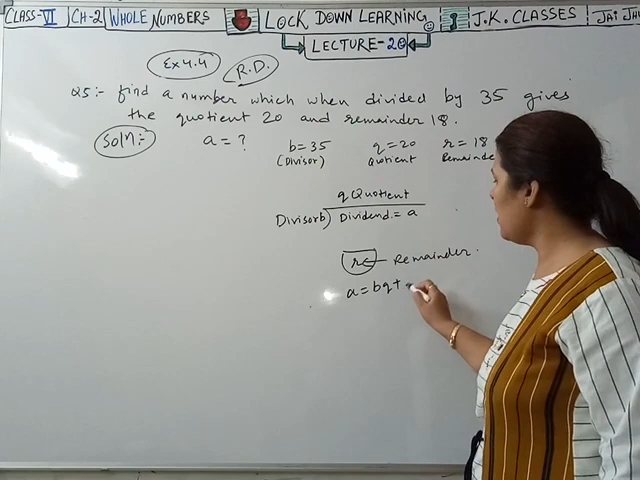 CLASS-VI CH-2 WHOLE NUMBERS LOCK DOWN LEARNING J.K. CLASSES JAI
LECTURE-20
Ex 4.4 R.D.
Q5:- find a number which when divided by 35 gives
the quotient 20 and remainder 18.
Soln:- a = ? b = 35 q = 20 r = 18
(Divisor) Quotient Remainde
q Quotient
Divisor b) Dividend = a
r ← Remainder.
a = bq +